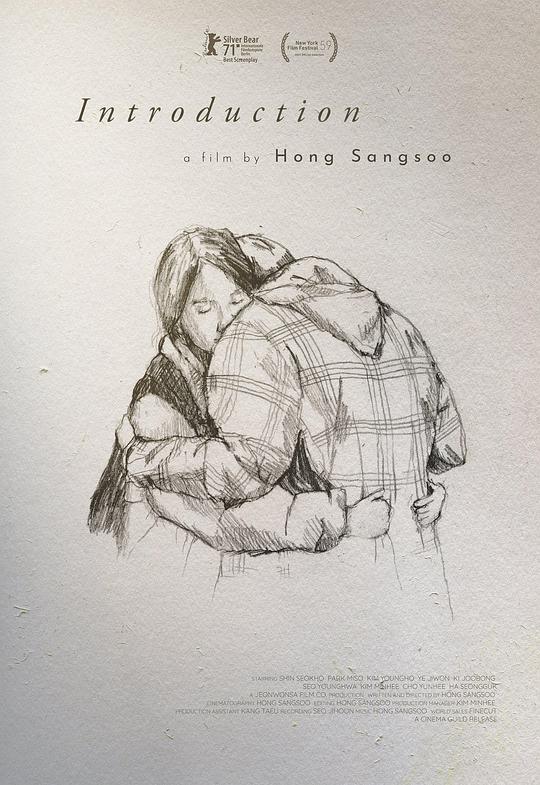 Silver Bear
71
Internationale
Filmfestspiele
Berlin
Best Screenplay
New York
Film Festival 59
Introduction
a film by Hong Sangsoo
STARRING SHIN SEOKHO PARK MISO KIM YOUNGHO YE JIWON KI JOOBONG
SEO YOUNGHWA KIM MINHEE CHO YUNHEE HA SEONGGUK
A JEONWONSA FILM CO. PRODUCTION WRITTEN AND DIRECTED BY HONG SANGSOO
CINEMATOGRAPHY HONG SANGSOO EDITING HONG SANGSOO PRODUCTION MANAGER KIM MINHEE
PRODUCTION ASSISTANT KANG TAEU RECORDING SEO JIHOON MUSIC HONG SANGSOO WORLD SALES FINECUT
A CINEMA GUILD RELEASE